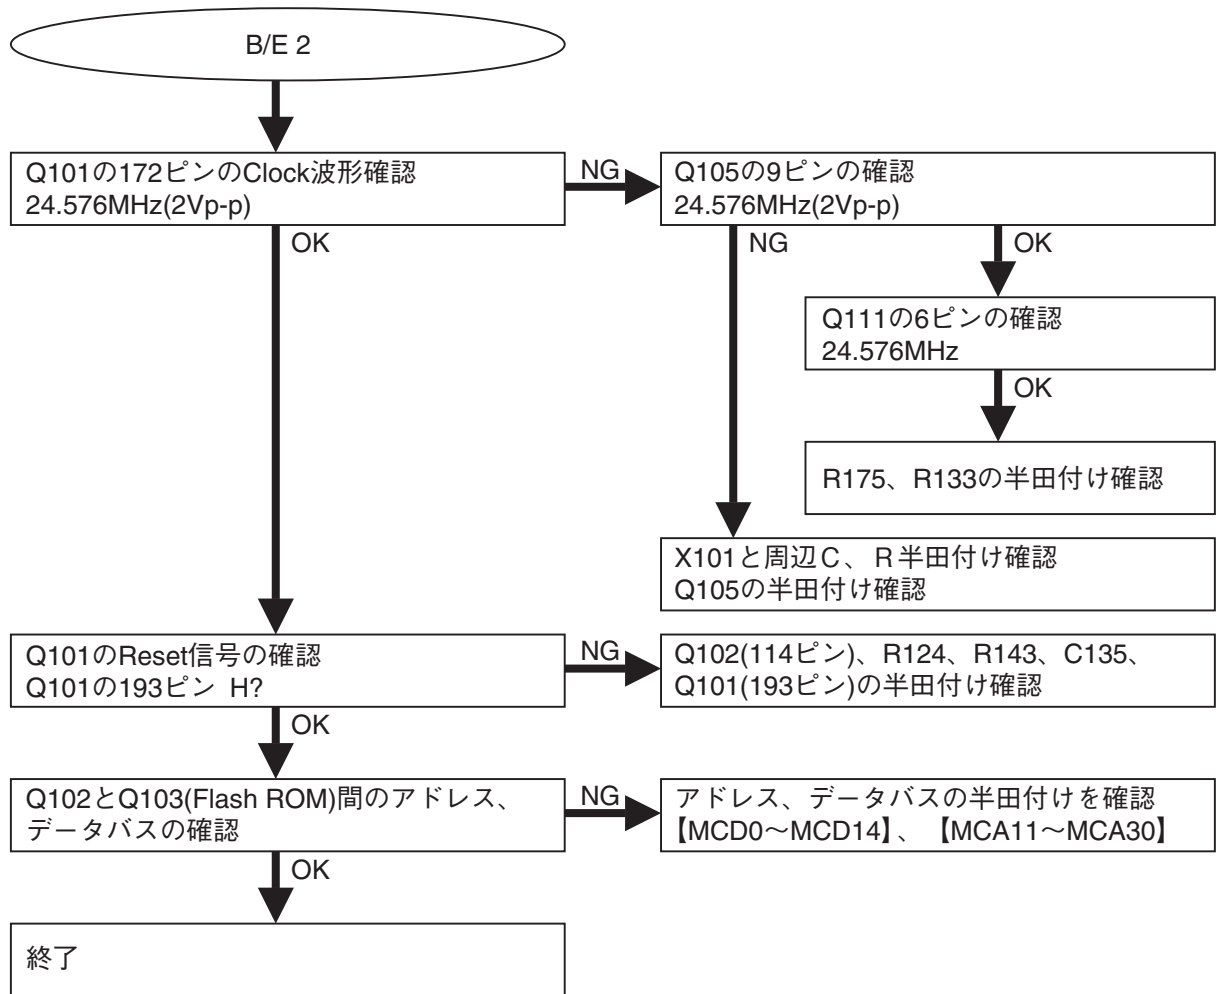 B/E 2
Q101の172ピンのClock波形確認
24.576MHz(2Vp-p)
NG
Q105の9ピンの確認
24.576MHz(2Vp-p)
OK
NG
OK
Q111の6ピンの確認
24.576MHz
OK
R175、R133の半田付け確認
X101と周辺C、R半田付け確認
Q105の半田付け確認
Q101のReset信号の確認
Q101の193ピン H?
NG
Q102(114ピン)、R124、R143、C135、
Q101(193ピン)の半田付け確認
OK
Q102とQ103(Flash ROM)間のアドレス、
データバスの確認
NG
アドレス、データバスの半田付けを確認
【MCD0〜MCD14】、【MCA11〜MCA30】
OK
終了